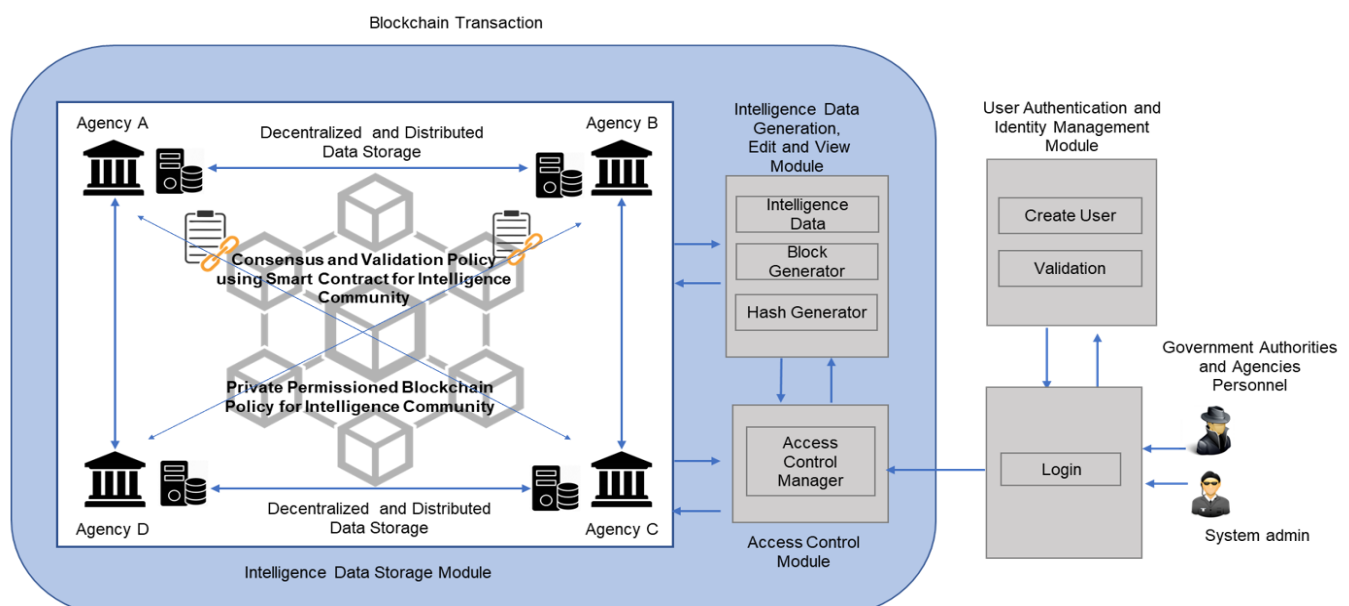 Blockchain Transaction
Agency A
Decentralized and Distributed
Data Storage
Agency B
Consensus and Validation Policy
using Smart Contract for Intelligence
Community
Private Permissioned Blockchain
Policy for Intelligence Community
Agency D
Decentralized and Distributed
Data Storage
Agency C
Intelligence Data Storage Module
Intelligence Data
Generation,
Edit and View
Module
Intelligence
Data
Block
Generator
Hash Generator
Access
Control
Manager
Access Control
Module
User Authentication and
Identity Management
Module
Create User
Validation
Login
Government Authorities
and Agencies
Personnel
System admin